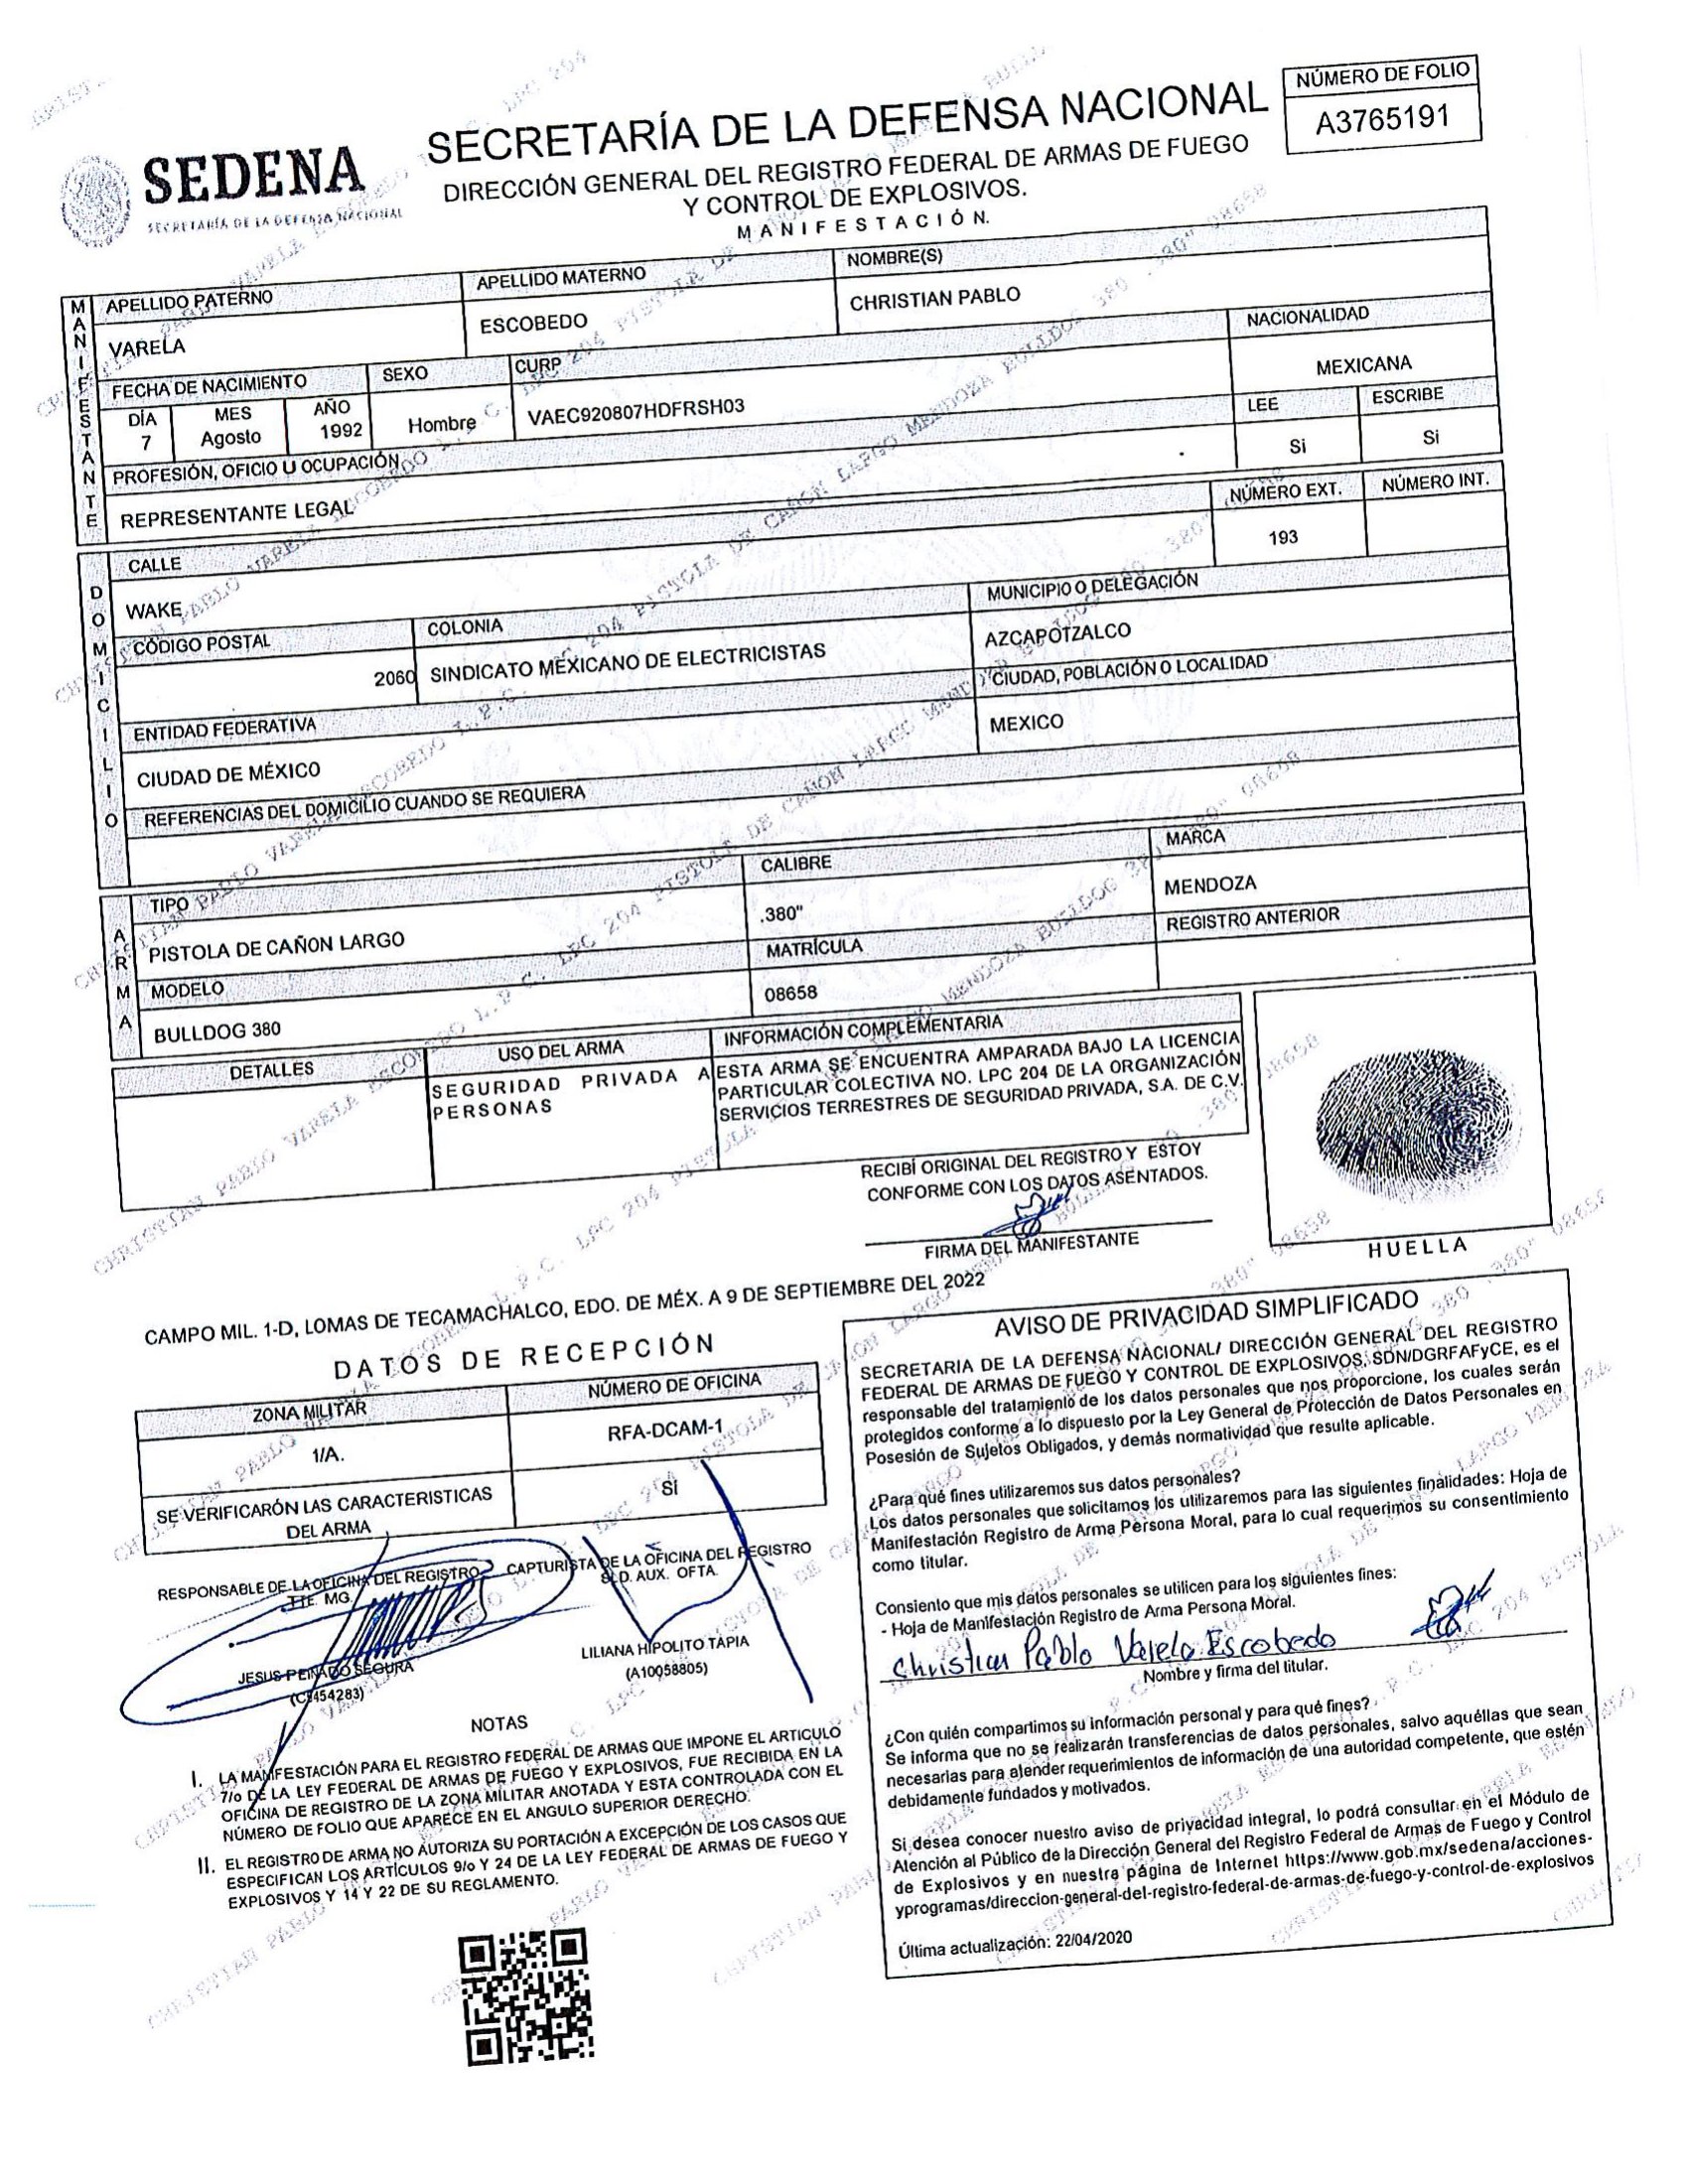 NÚMERO DE FOLIO
A3765191
SEDENA
SECRETARÍA DE LA DEFENSA NACIONAL
SECRETARÍA DE LA DEFENSA NACIONAL
DIRECCIÓN GENERAL DEL REGISTRO FEDERAL DE ARMAS DE FUEGO
Y CONTROL DE EXPLOSIVOS.
MANIFESTACIÓN.
MANIFESTANTE
APELLIDO PATERNO
APELLIDO MATERNO
NOMBRE(S)
VARELA
ESCOBEDO
CHRISTIAN PABLO
FECHA DE NACIMIENTO
SEXO
CURP
NACIONALIDAD
DÍA
MES
AÑO
7
Agosto
1992
Hombre
VAEC920807HDFRSH03
MEXICANA
LEE
ESCRIBE
Si
Si
PROFESIÓN, OFICIO U OCUPACIÓN
REPRESENTANTE LEGAL
DOMICILIO
CALLE
NÚMERO EXT.
NÚMERO INT.
WAKE
193
CÓDIGO POSTAL
COLONIA
MUNICIPIO O DELEGACIÓN
2060
SINDICATO MEXICANO DE ELECTRICISTAS
AZCAPOTZALCO
ENTIDAD FEDERATIVA
CIUDAD, POBLACIÓN O LOCALIDAD
CIUDAD DE MÉXICO
MEXICO
REFERENCIAS DEL DOMICILIO CUANDO SE REQUIERA
ARMA
TIPO
CALIBRE
MARCA
PISTOLA DE CAÑON LARGO
.380"
MENDOZA
MODELO
MATRÍCULA
REGISTRO ANTERIOR
BULLDOG 380
08658
DETALLES
USO DEL ARMA
INFORMACIÓN COMPLEMENTARIA
SEGURIDAD PRIVADA A
PERSONAS
ESTA ARMA SE ENCUENTRA AMPARADA BAJO LA LICENCIA
PARTICULAR COLECTIVA NO. LPC 204 DE LA ORGANIZACIÓN
SERVICIOS TERRESTRES DE SEGURIDAD PRIVADA, S.A. DE C.V.
RECIBÍ ORIGINAL DEL REGISTRO Y ESTOY
CONFORME CON LOS DATOS ASENTADOS.
FIRMA DEL MANIFESTANTE
HUELLA
CAMPO MIL. 1-D, LOMAS DE TECAMACHALCO, EDO. DE MÉX. A 9 DE SEPTIEMBRE DEL 2022
DATOS DE RECEPCIÓN
ZONA MILITAR
NÚMERO DE OFICINA
1/A.
RFA-DCAM-1
SE VERIFICARÓN LAS CARACTERISTICAS
DEL ARMA
SÍ
RESPONSABLE DE LA OFICINA DEL REGISTRO
TTE. MG.
JESUS PEINADO SEGURA
CAPTURISTA DE LA OFICINA DEL REGISTRO
SLD. AUX. OFTA.
LILIANA HIPOLITO TAPIA
(A10058805)
NOTAS
I. LA MANIFESTACIÓN PARA EL REGISTRO FEDERAL DE ARMAS QUE IMPONE EL ARTICULO
7/o DE LA LEY FEDERAL DE ARMAS DE FUEGO Y EXPLOSIVOS, FUE RECIBIDA EN LA
OFICINA DE REGISTRO DE LA ZONA MILITAR ANOTADA Y ESTA CONTROLADA CON EL
NÚMERO DE FOLIO QUE APARECE EN EL ANGULO SUPERIOR DERECHO.
II. EL REGISTRO DE ARMA NO AUTORIZA SU PORTACIÓN A EXCEPCIÓN DE LOS CASOS QUE
ESPECIFICAN LOS ARTÍCULOS 9/o Y 24 DE LA LEY FEDERAL DE ARMAS DE FUEGO Y
EXPLOSIVOS Y 14 Y 22 DE SU REGLAMENTO.
AVISO DE PRIVACIDAD SIMPLIFICADO
SECRETARIA DE LA DEFENSA NACIONAL/ DIRECCIÓN GENERAL DEL REGISTRO
FEDERAL DE ARMAS DE FUEGO Y CONTROL DE EXPLOSIVOS, SDN/DGRFAFyCE, es el
responsable del tratamiento de los datos personales que nos proporcione, los cuales serán
protegidos conforme a lo dispuesto por la Ley General de Protección de Datos Personales en
Posesión de Sujetos Obligados, y demás normatividad que resulte aplicable.
¿Para qué fines utilizaremos sus datos personales?
Los datos personales que solicitamos los utilizaremos para las siguientes finalidades: Hoja de
Manifestación Registro de Arma Persona Moral, para lo cual requerimos su consentimiento
como titular.
Consiento que mis datos personales se utilicen para los siguientes fines:
- Hoja de Manifestación Registro de Arma Persona Moral.
Christian Pablo Varela Escobedo
Nombre y firma del titular.
¿Con quién compartimos su información personal y para qué fines?
Se informa que no se realizarán transferencias de datos personales, salvo aquéllas que sean
necesarias para atender requerimientos de información de una autoridad competente, que estén
debidamente fundados y motivados.
Si desea conocer nuestro aviso de privacidad integral, lo podrá consultar en el Módulo de
Atención al Público de la Dirección General del Registro Federal de Armas de Fuego y Control
de Explosivos y en nuestra página de Internet https://www.gob.mx/sedena/acciones-
yprogramas/direccion-general-del-registro-federal-de-armas-de-fuego-y-control-de-explosivos
Última actualización: 22/04/2020